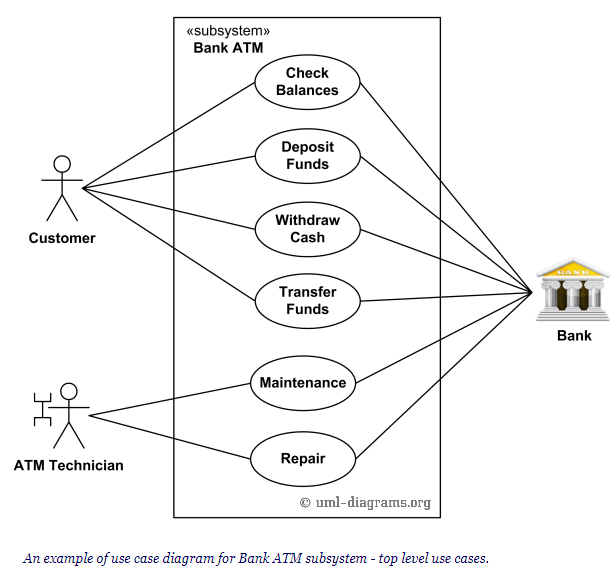 «subsystem»
Bank ATM
Check
Balances
Deposit
Funds
Withdraw
Cash
Transfer
Funds
Maintenance
Repair
Customer
ATM Technician
BANK
Bank
© uml-diagrams.org
An example of use case diagram for Bank ATM subsystem - top level use cases.